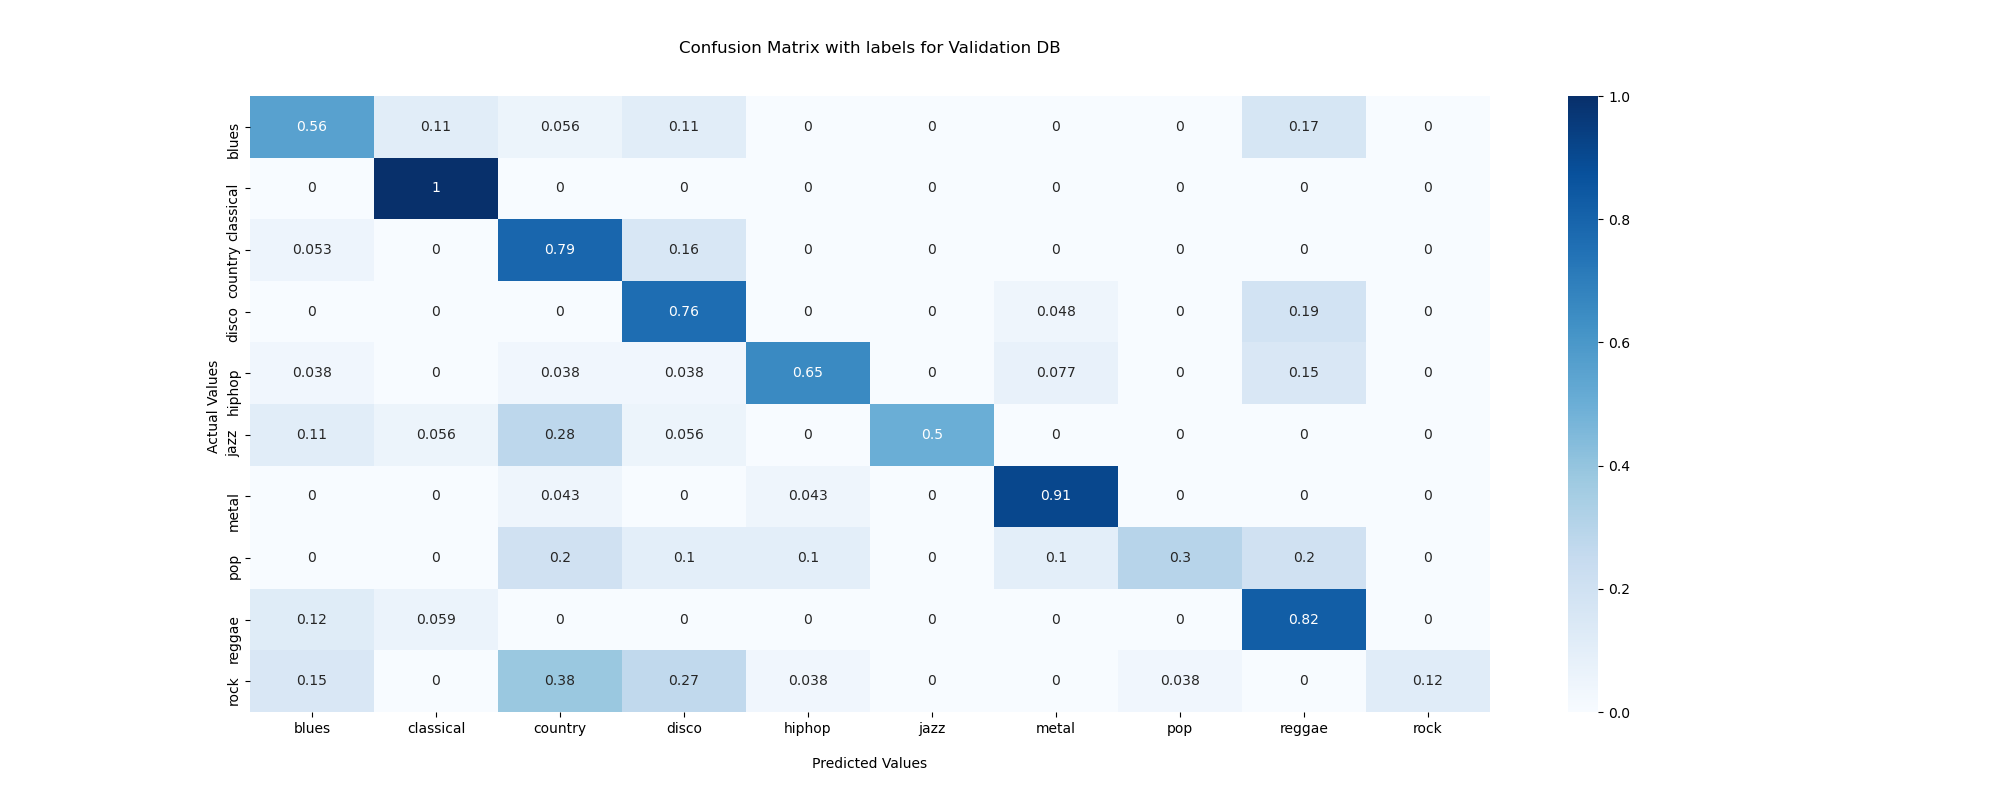 Confusion Matrix with labels for Validation DB
blues 0.56 0.11 0.056 0.11 0 0 0 0 0.17 0
classical 0 1 0 0 0 0 0 0 0 0
country 0.053 0 0.79 0.16 0 0 0 0 0 0
disco 0 0 0 0.76 0 0 0.048 0 0.19 0
hiphop 0.038 0 0.038 0.038 0.65 0 0.077 0 0.15 0
jazz 0.11 0.056 0.28 0.056 0 0.5 0 0 0 0
metal 0 0 0.043 0 0.043 0 0.91 0 0 0
pop 0 0 0.2 0.1 0.1 0 0.1 0.3 0.2 0
reggae 0.12 0.059 0 0 0 0 0 0 0.82 0
rock 0.15 0 0.38 0.27 0.038 0 0 0.038 0 0.12
blues classical country disco hiphop jazz metal pop reggae rock
Actual Values
Predicted Values
1.0
0.8
0.6
0.4
0.2
0.0